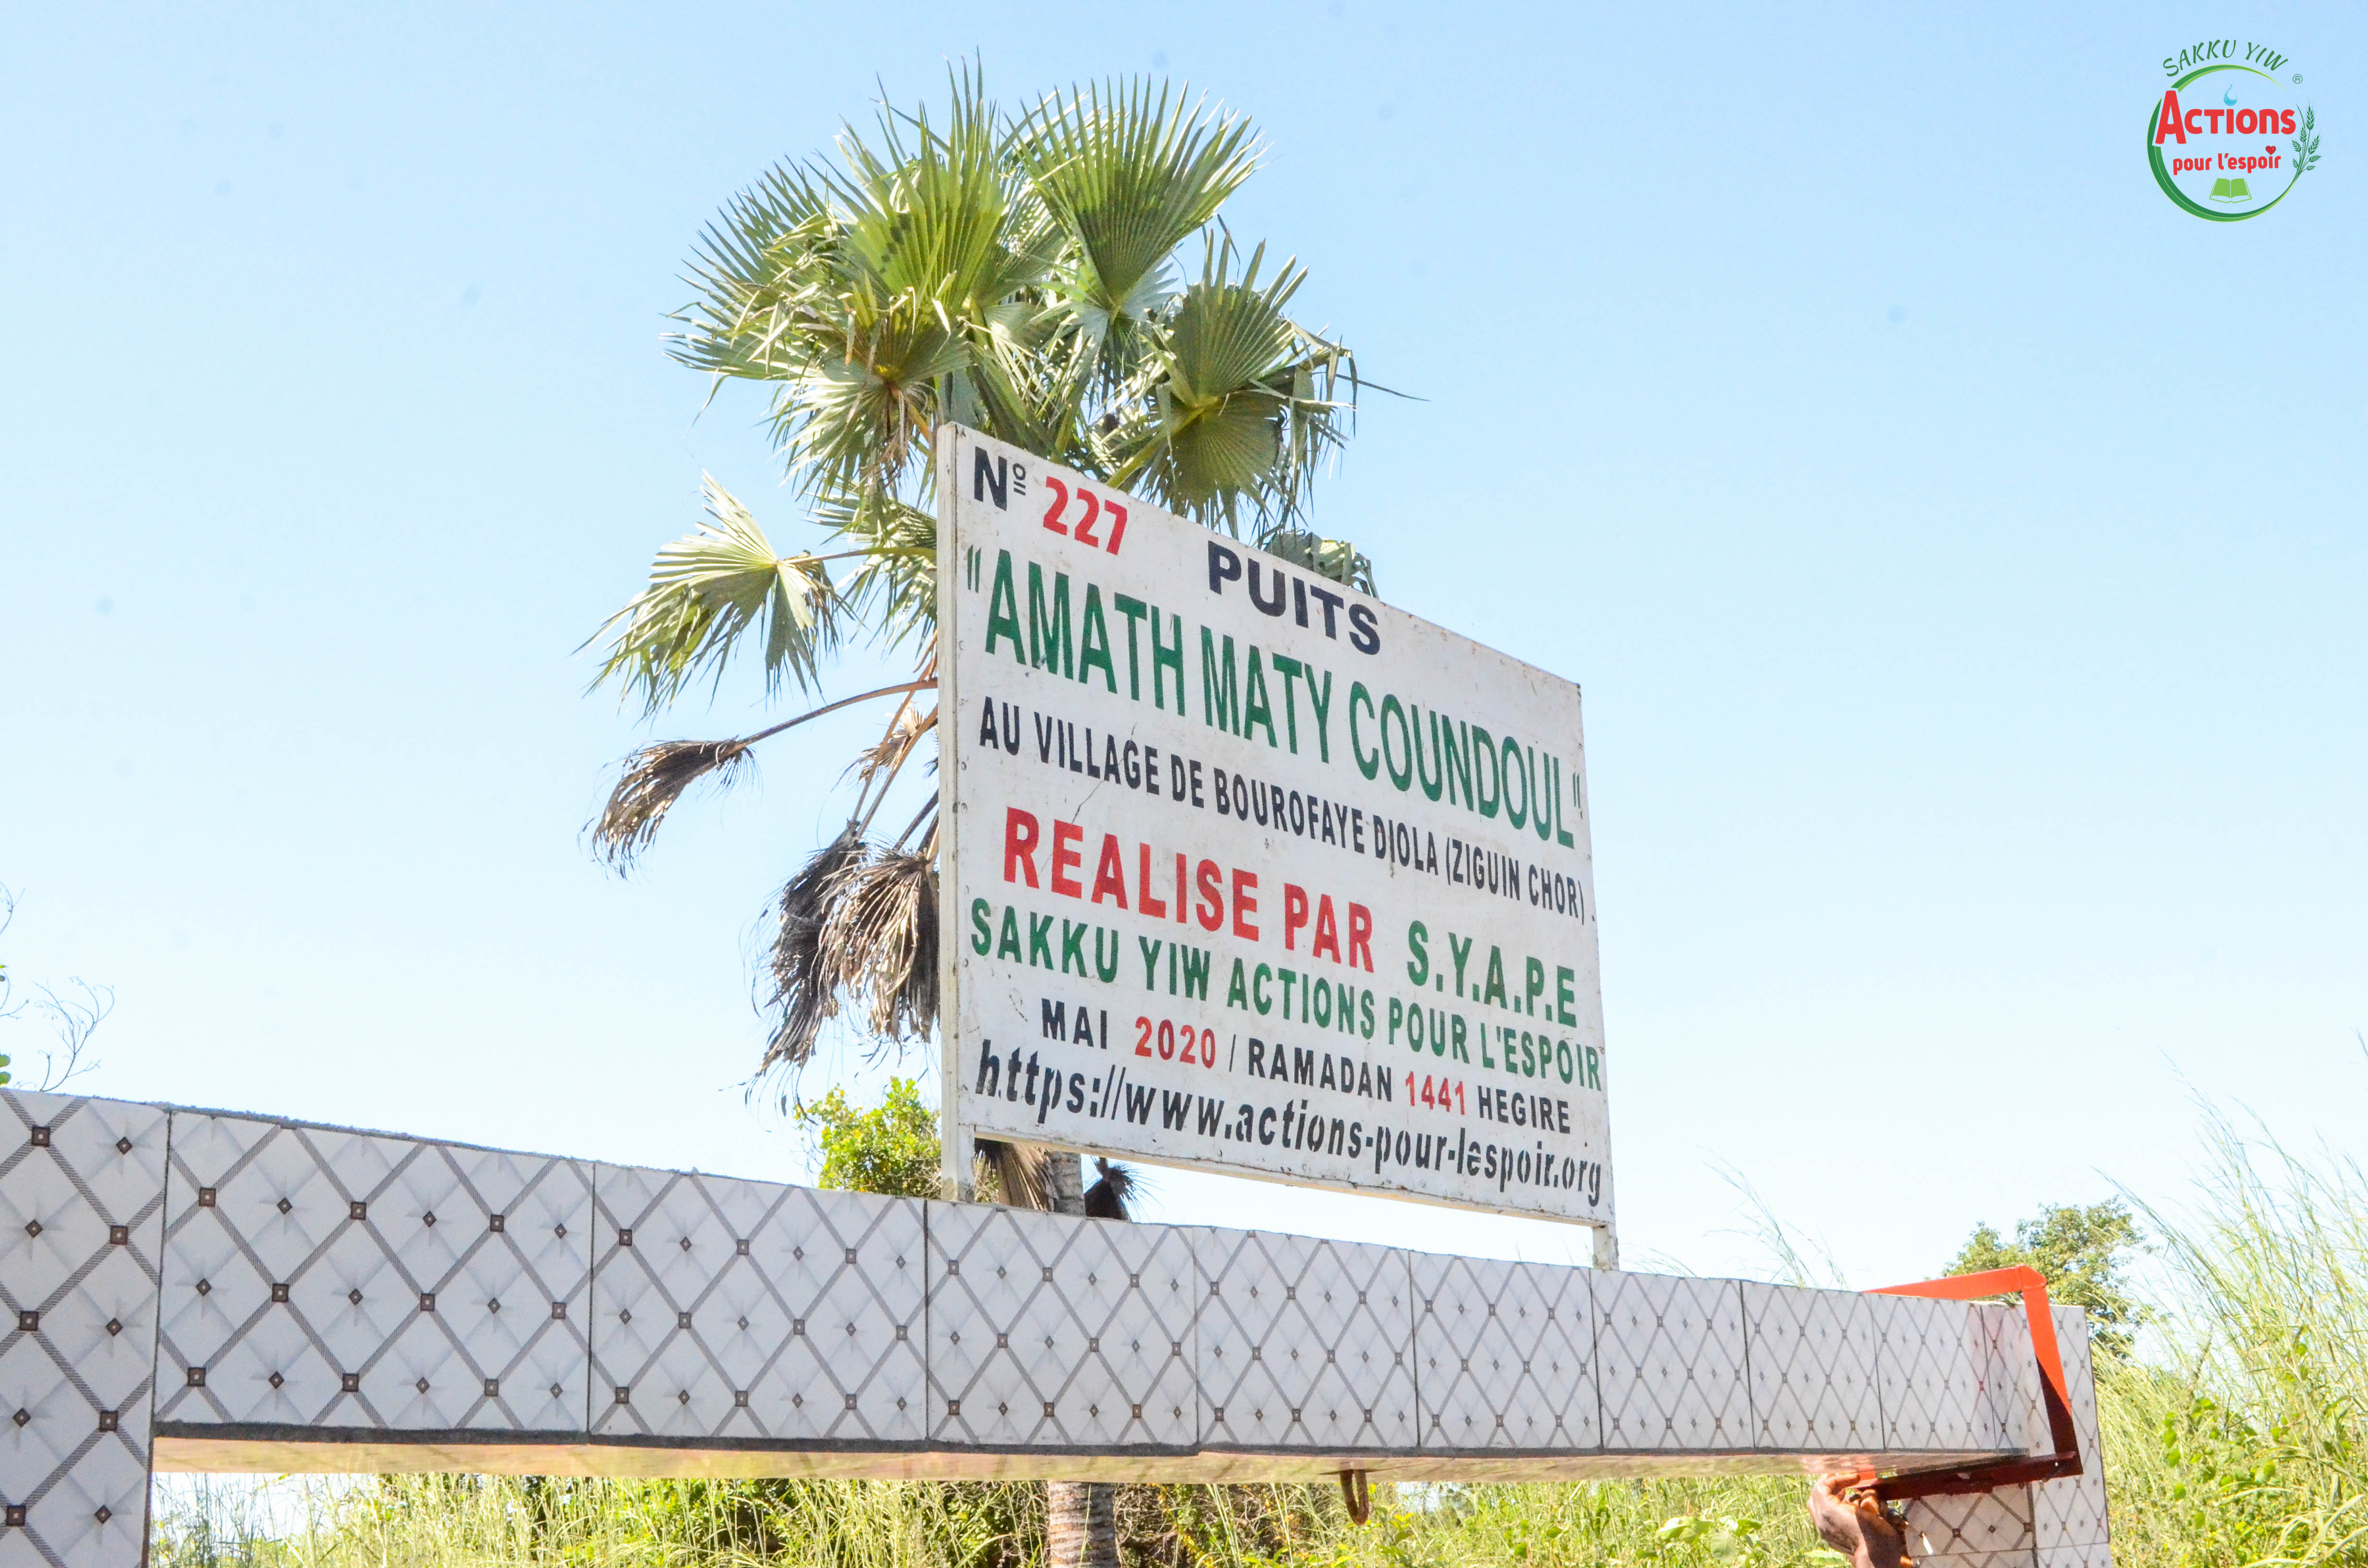 SAKKU YIW
®
Actions
pour l'espoir
Nº 227
PUITS
"AMATH MATY COUNDOUL"
AU VILLAGE DE BOUROFAYE DIOLA (ZIGUIN CHOR).
REALISE PAR S.Y.A.P.E
SAKKU YIW ACTIONS POUR L'ESPOIR
MAI 2020 / RAMADAN 1441 HEGIRE.
https://www.actions-pour-lespoir.org